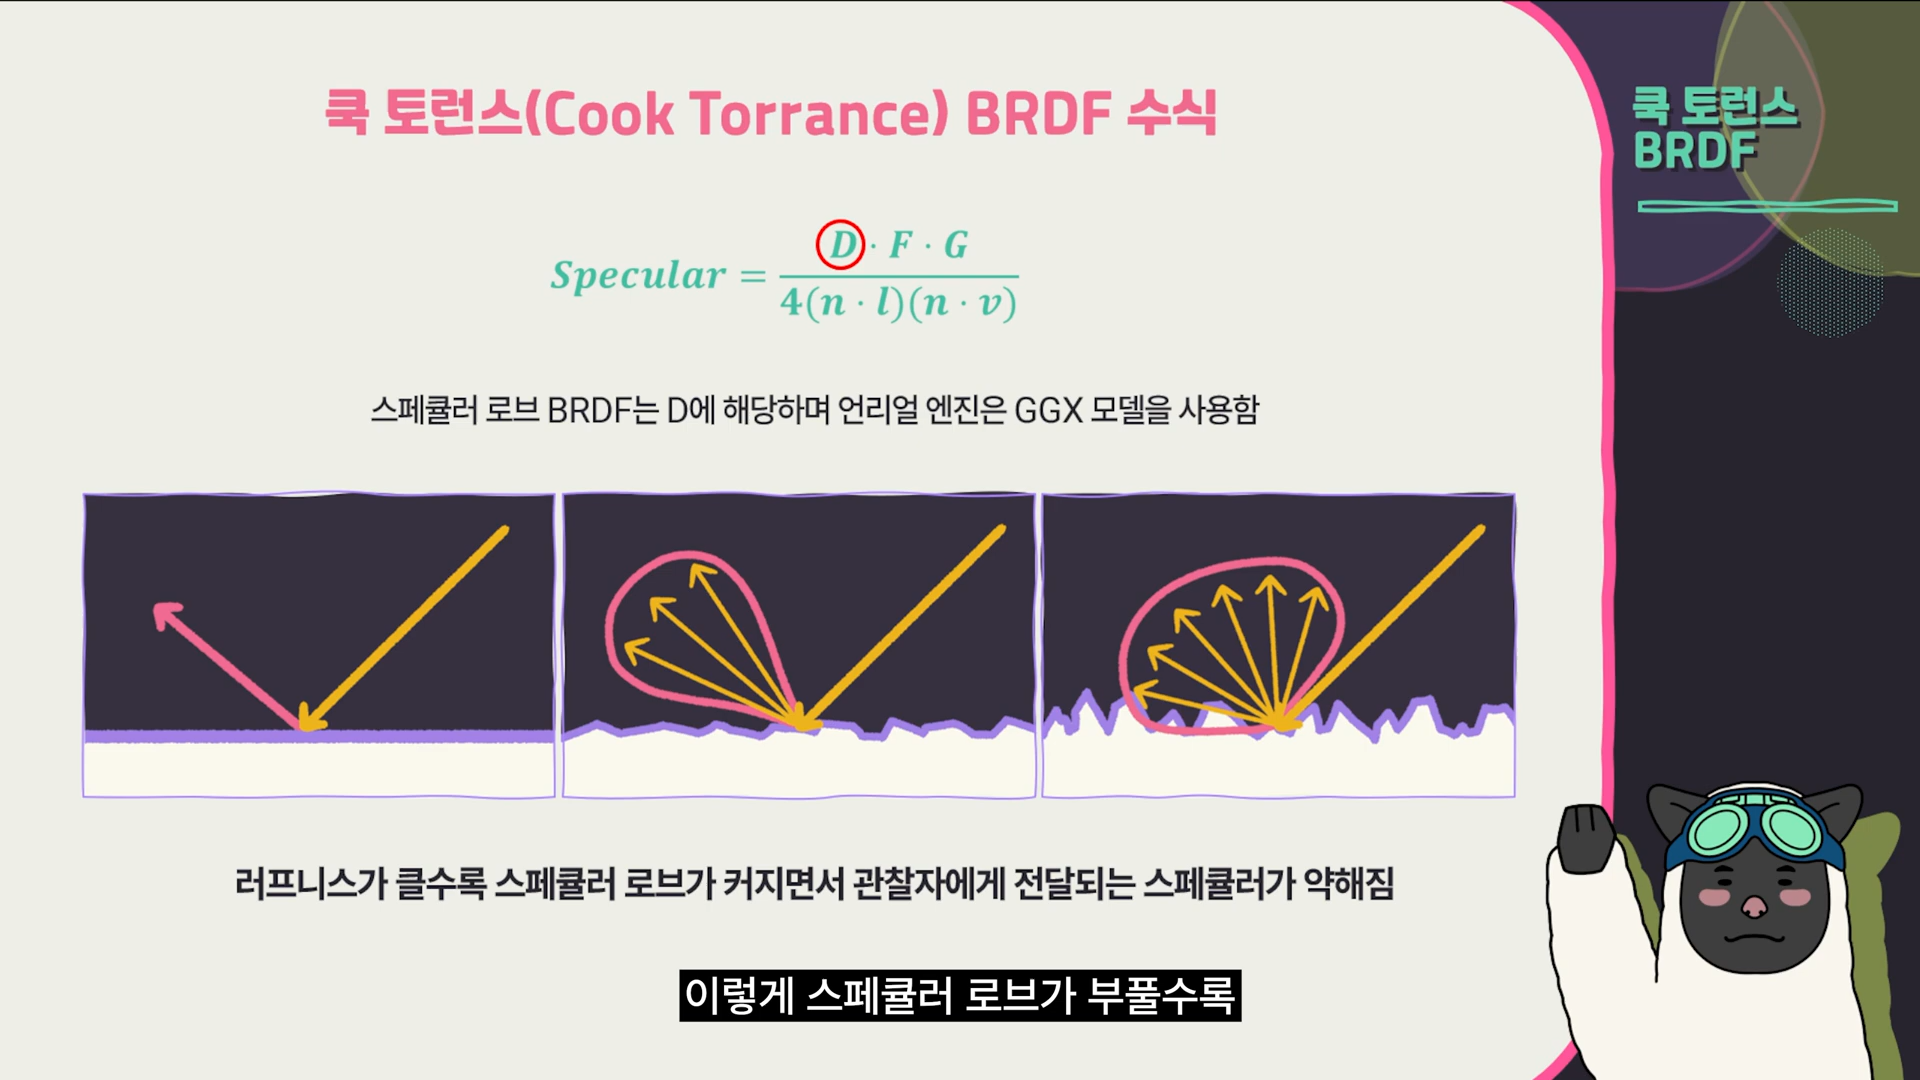 쿡 토런스(Cook Torrance) BRDF 수식
쿡 토런스
BRDF
Specular = D · F · G / 4(n · l)(n · v)
스페큘러 로브 BRDF는 D에 해당하며 언리얼 엔진은 GGX 모델을 사용함
러프니스가 클수록 스페큘러 로브가 커지면서 관찰자에게 전달되는 스페큘러가 약해짐
이렇게 스페큘러 로브가 부풀수록